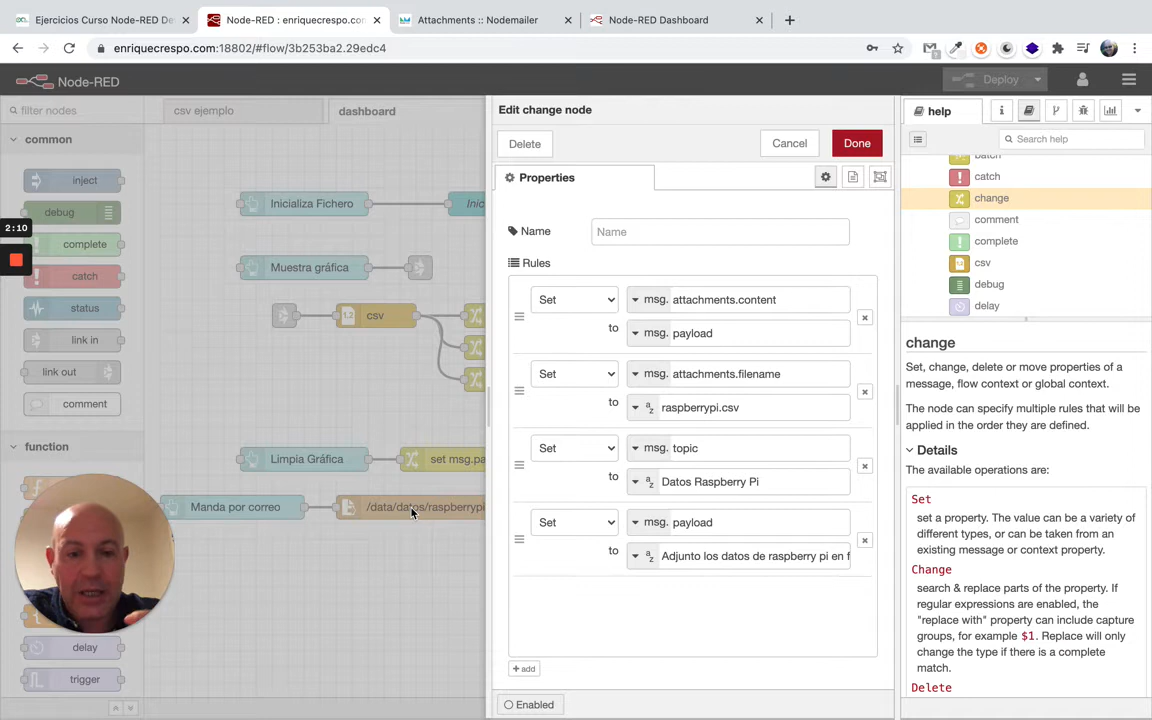 Ejercicios Curso Node-RED De
Node-RED : enriquecrespo.con
Attachments :: Nodemailer
Node-RED Dashboard
enriquecrespo.com:18802/#flow/3b253ba2.29edc4
Node-RED
Deploy
filter nodes
csv ejemplo
dashboard
Edit change node
help
Search help
Delete
Cancel
Done
common
inject
debug
2:10
complete
catch
status
link in
link out
comment
function
delay
trigger
Inicializa Fichero
Inic
Muestra gráfica
csv
Limpia Gráfica
set msg.pa
Manda por correo
/data/datos/raspberrypi
Properties
Name
Name
Rules
Set
msg. attachments.content
to
msg. payload
Set
msg. attachments.filename
to
raspberrypi.csv
Set
msg. topic
to
Datos Raspberry Pi
Set
msg. payload
to
Adjunto los datos de raspberry pi en f
+ add
Enabled
batch
catch
change
comment
complete
csv
debug
delay
change
Set, change, delete or move properties of a
message, flow context or global context.
The node can specify multiple rules that will be
applied in the order they are defined.
Details
The available operations are:
Set
set a property. The value can be a variety of
different types, or can be taken from an
existing message or context property.
Change
search & replace parts of the property. If
regular expressions are enabled, the
"replace with" property can include capture
groups, for example $1. Replace will only
change the type if there is a complete
match.
Delete